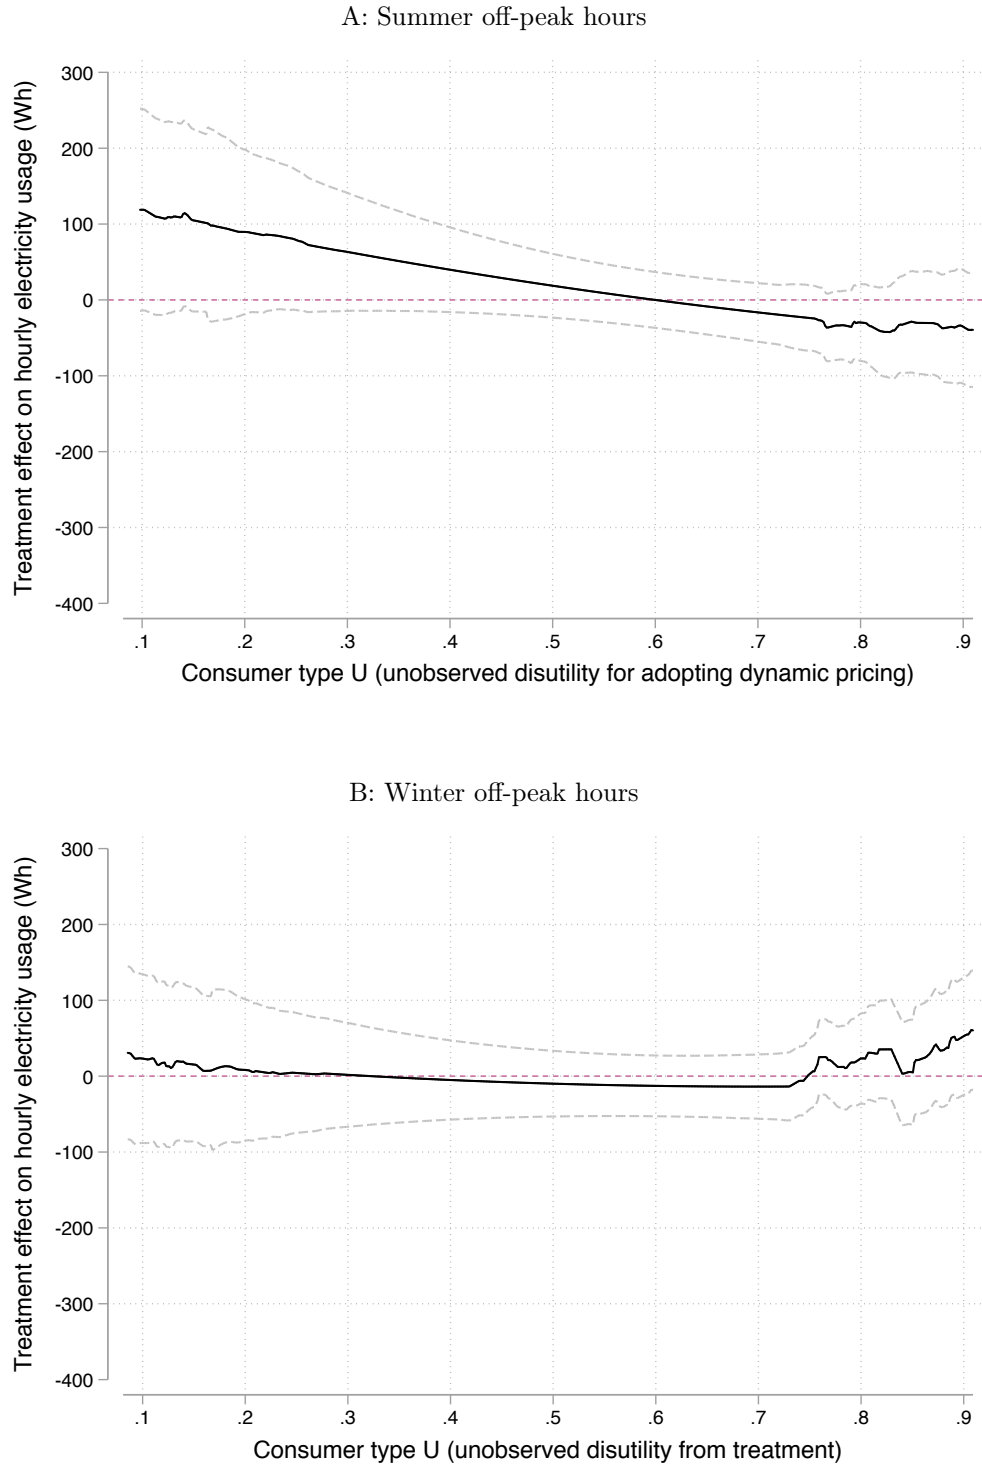 A: Summer off-peak hours
Treatment effect on hourly electricity usage (Wh)
300
200
100
0
-100
-200
-300
-400
.1 .2 .3 .4 .5 .6 .7 .8 .9
Consumer type U (unobserved disutility for adopting dynamic pricing)
B: Winter off-peak hours
Treatment effect on hourly electricity usage (Wh)
300
200
100
0
-100
-200
-300
-400
.1 .2 .3 .4 .5 .6 .7 .8 .9
Consumer type U (unobserved disutility from treatment)